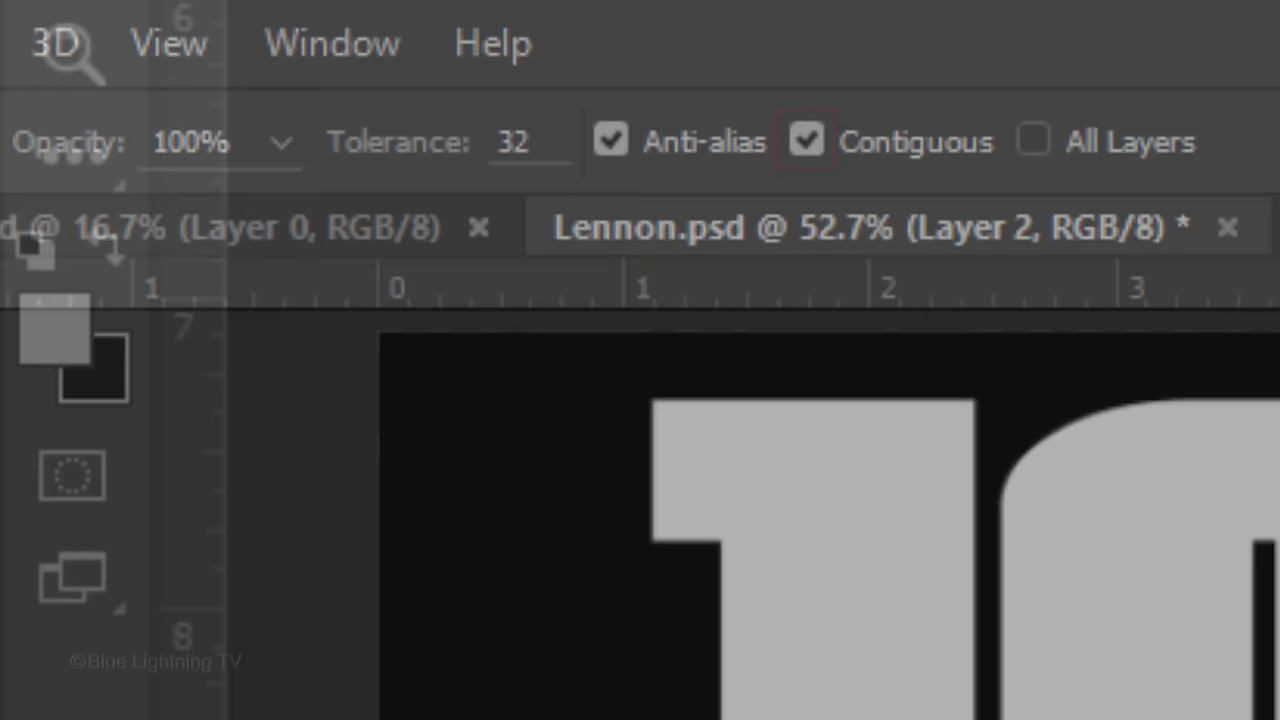 3D View Window Help
Opacity: 100% Tolerance: 32 Anti-alias Contiguous All Layers
d @ 16.7% (Layer 0, RGB/8) × Lennon.psd @ 52.7% (Layer 2, RGB/8) * ×
1 0 1 2 3
6
7
8
©Blue Lightning TV